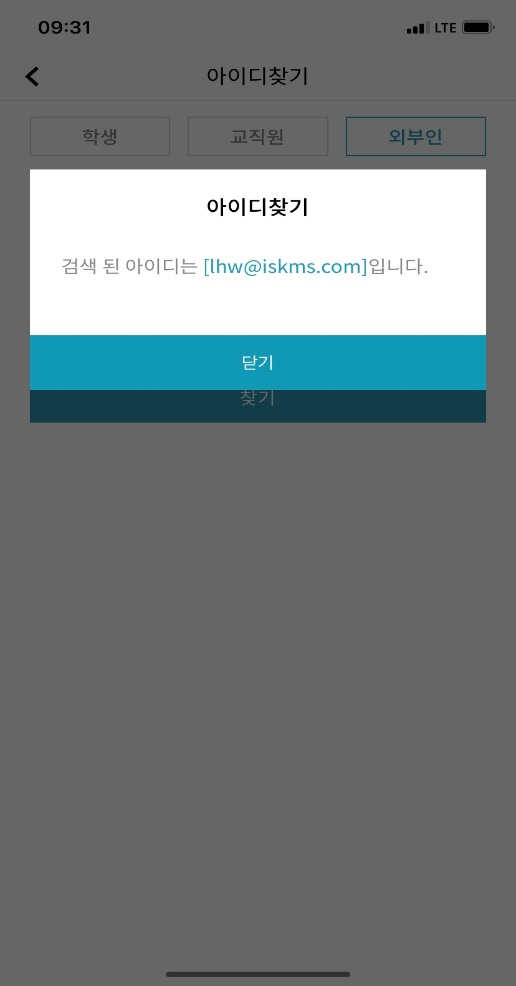 09:31 LTE
아이디찾기
학생 교직원 외부인
아이디찾기
검색 된 아이디는 [lhw@iskms.com]입니다.
닫기
찾기